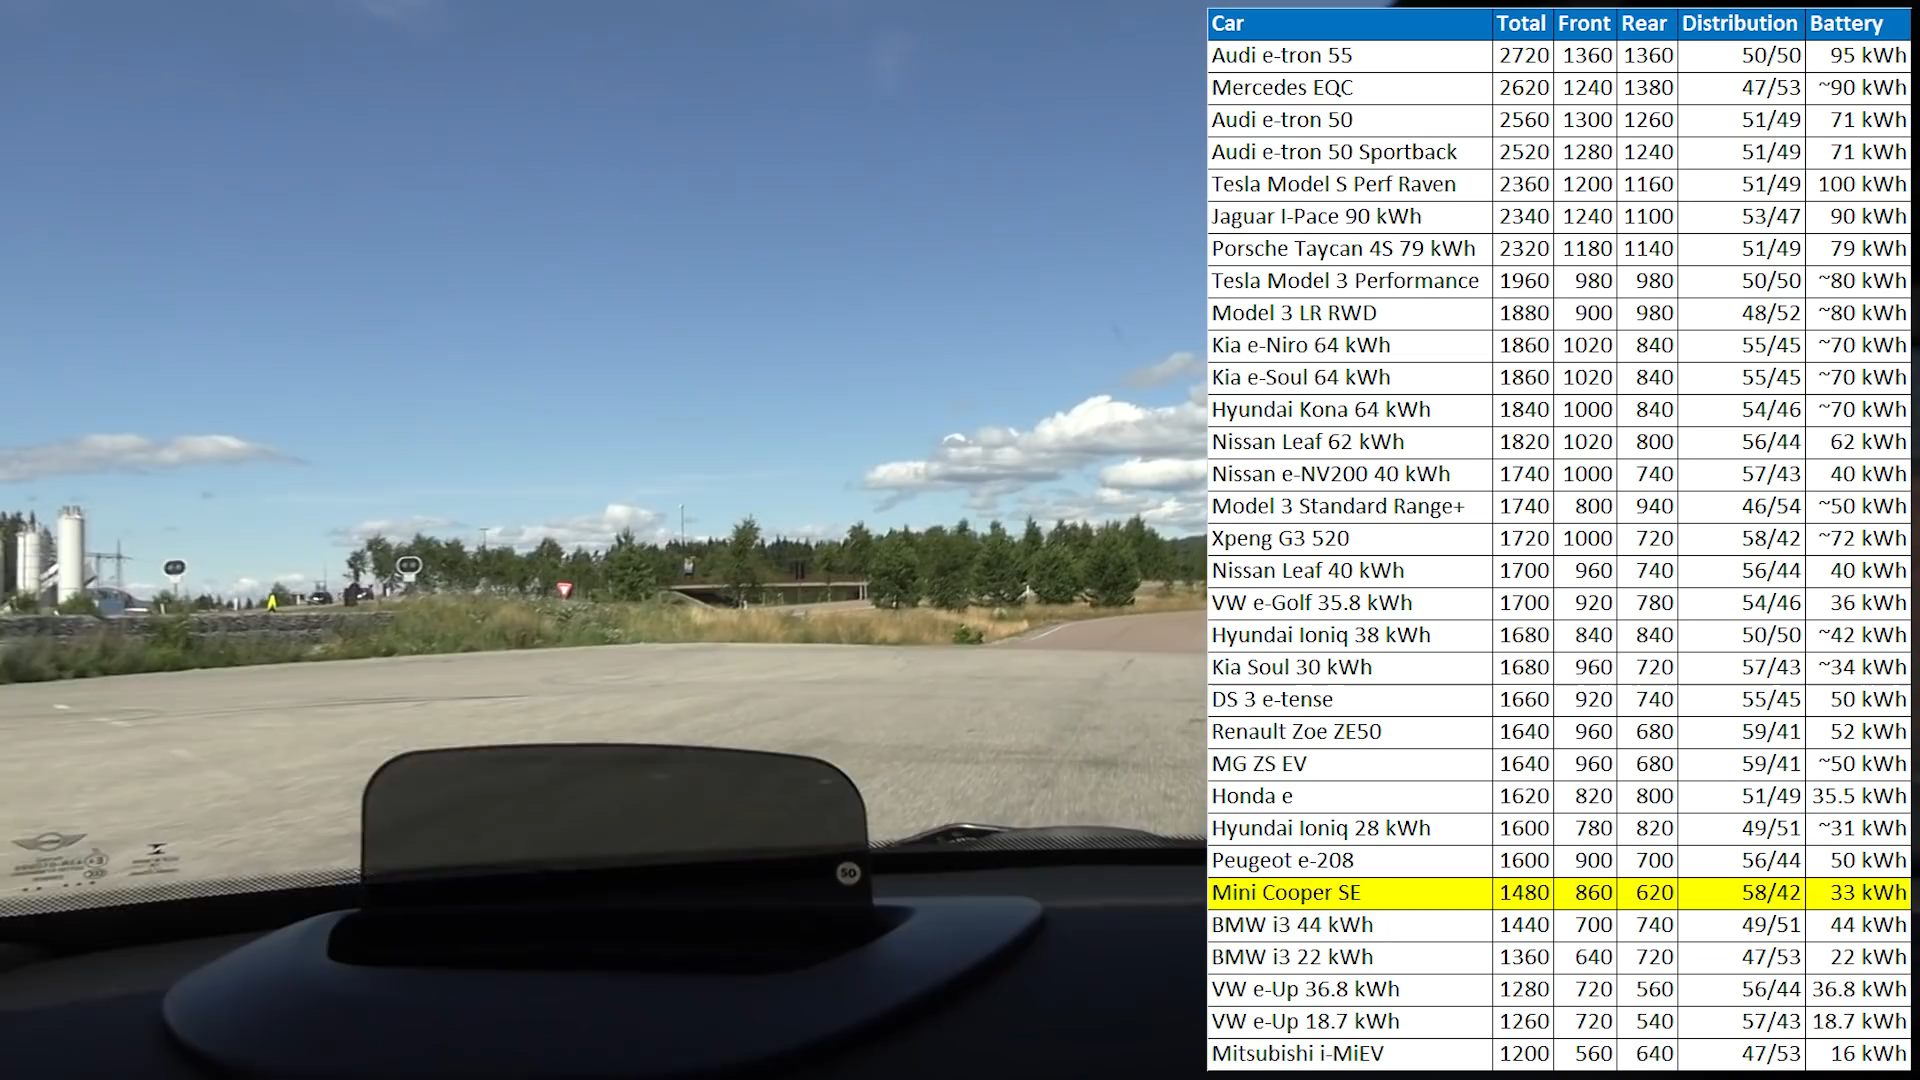 Car Total Front Rear Distribution Battery
Audi e-tron 55 2720 1360 1360 50/50 95 kWh
Mercedes EQC 2620 1240 1380 47/53 ~90 kWh
Audi e-tron 50 2560 1300 1260 51/49 71 kWh
Audi e-tron 50 Sportback 2520 1280 1240 51/49 71 kWh
Tesla Model S Perf Raven 2360 1200 1160 51/49 100 kWh
Jaguar I-Pace 90 kWh 2340 1240 1100 53/47 90 kWh
Porsche Taycan 4S 79 kWh 2320 1180 1140 51/49 79 kWh
Tesla Model 3 Performance 1960 980 980 50/50 ~80 kWh
Model 3 LR RWD 1880 900 980 48/52 ~80 kWh
Kia e-Niro 64 kWh 1860 1020 840 55/45 ~70 kWh
Kia e-Soul 64 kWh 1860 1020 840 55/45 ~70 kWh
Hyundai Kona 64 kWh 1840 1000 840 54/46 ~70 kWh
Nissan Leaf 62 kWh 1820 1020 800 56/44 62 kWh
Nissan e-NV200 40 kWh 1740 1000 740 57/43 40 kWh
Model 3 Standard Range+ 1740 800 940 46/54 ~50 kWh
Xpeng G3 520 1720 1000 720 58/42 ~72 kWh
Nissan Leaf 40 kWh 1700 960 740 56/44 40 kWh
VW e-Golf 35.8 kWh 1700 920 780 54/46 36 kWh
Hyundai Ioniq 38 kWh 1680 840 840 50/50 ~42 kWh
Kia Soul 30 kWh 1680 960 720 57/43 ~34 kWh
DS 3 e-tense 1660 920 740 55/45 50 kWh
Renault Zoe ZE50 1640 960 680 59/41 52 kWh
MG ZS EV 1640 960 680 59/41 ~50 kWh
Honda e 1620 820 800 51/49 35.5 kWh
Hyundai Ioniq 28 kWh 1600 780 820 49/51 ~31 kWh
Peugeot e-208 1600 900 700 56/44 50 kWh
Mini Cooper SE 1480 860 620 58/42 33 kWh
BMW i3 44 kWh 1440 700 740 49/51 44 kWh
BMW i3 22 kWh 1360 640 720 47/53 22 kWh
VW e-Up 36.8 kWh 1280 720 560 56/44 36.8 kWh
VW e-Up 18.7 kWh 1260 720 540 57/43 18.7 kWh
Mitsubishi i-MiEV 1200 560 640 47/53 16 kWh
50